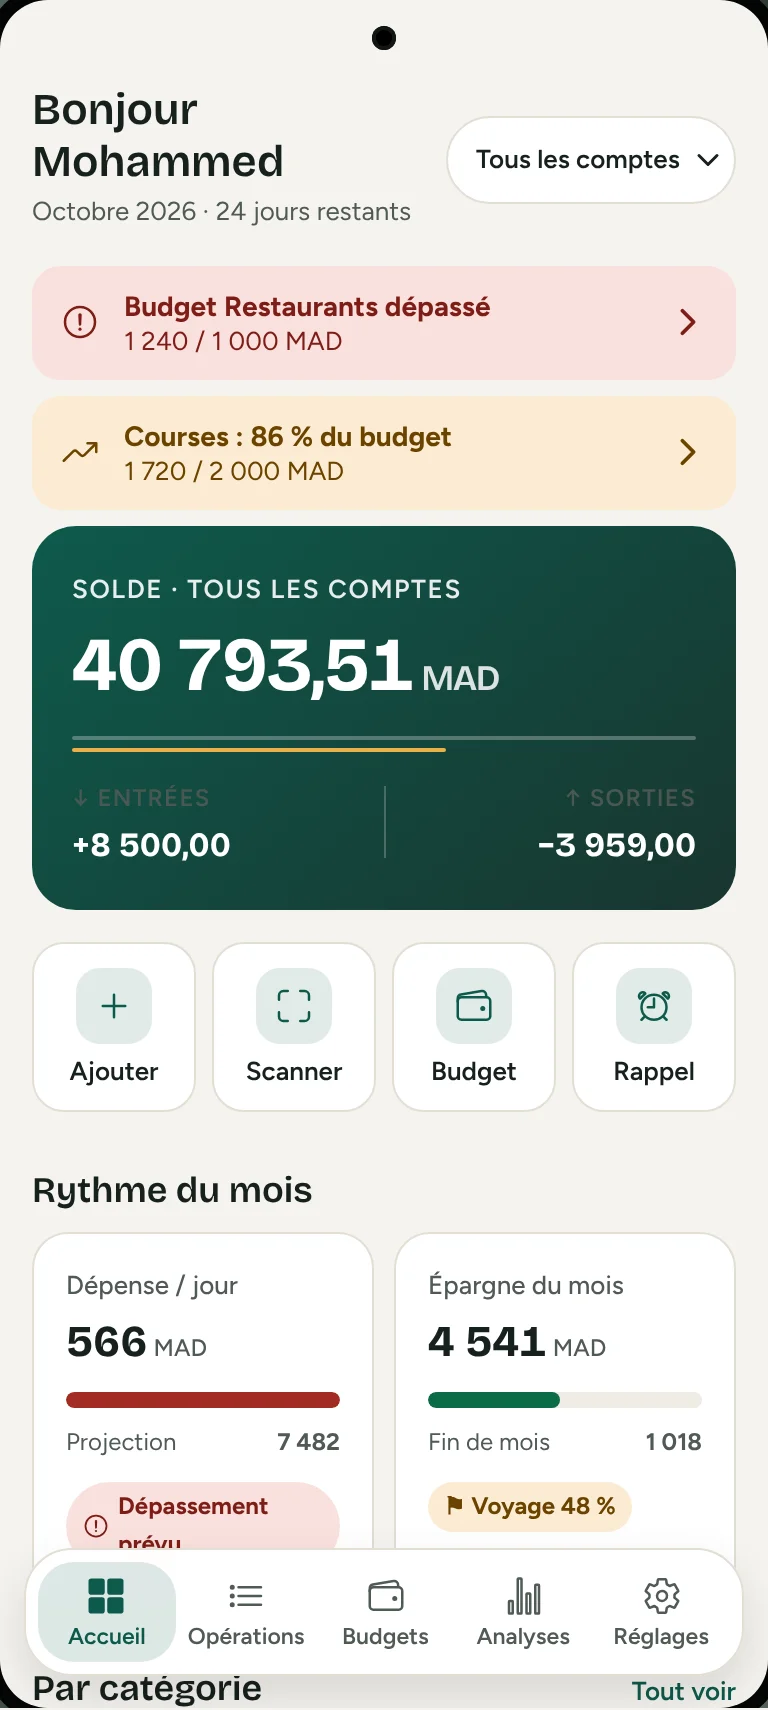 Bonjour
Mohammed
Tous les comptes
Octobre 2026 · 24 jours restants
Budget Restaurants dépassé
1 240 / 1 000 MAD
Courses : 86 % du budget
1 720 / 2 000 MAD
SOLDE · TOUS LES COMPTES
40 793,51 MAD
↓ ENTRÉES
↑ SORTIES
+8 500,00
−3 959,00
Ajouter
Scanner
Budget
Rappel
Rythme du mois
Dépense / jour
566 MAD
Projection 7 482
Dépassement
prévu
Épargne du mois
4 541 MAD
Fin de mois 1 018
Voyage 48 %
Accueil
Opérations
Budgets
Analyses
Réglages
Par catégorie
Tout voir